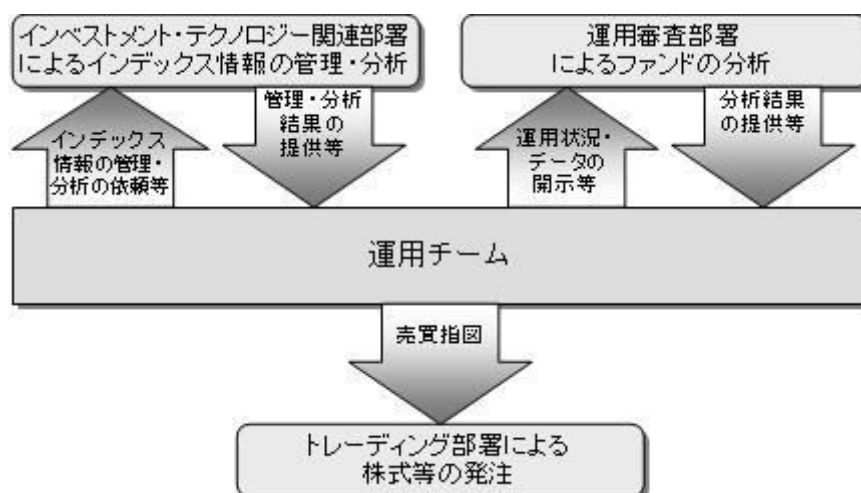 インベストメント・テクノロジー関連部署
によるインデックス情報の管理・分析
運用審査部署
によるファンドの分析
インデックス
情報の管理・
分析の依頼等
管理・分析
結果の
提供等
運用状況・
データの
開示等
分析結果
の提供等
運用チーム
売買指図
トレーディング部署による
株式等の発注